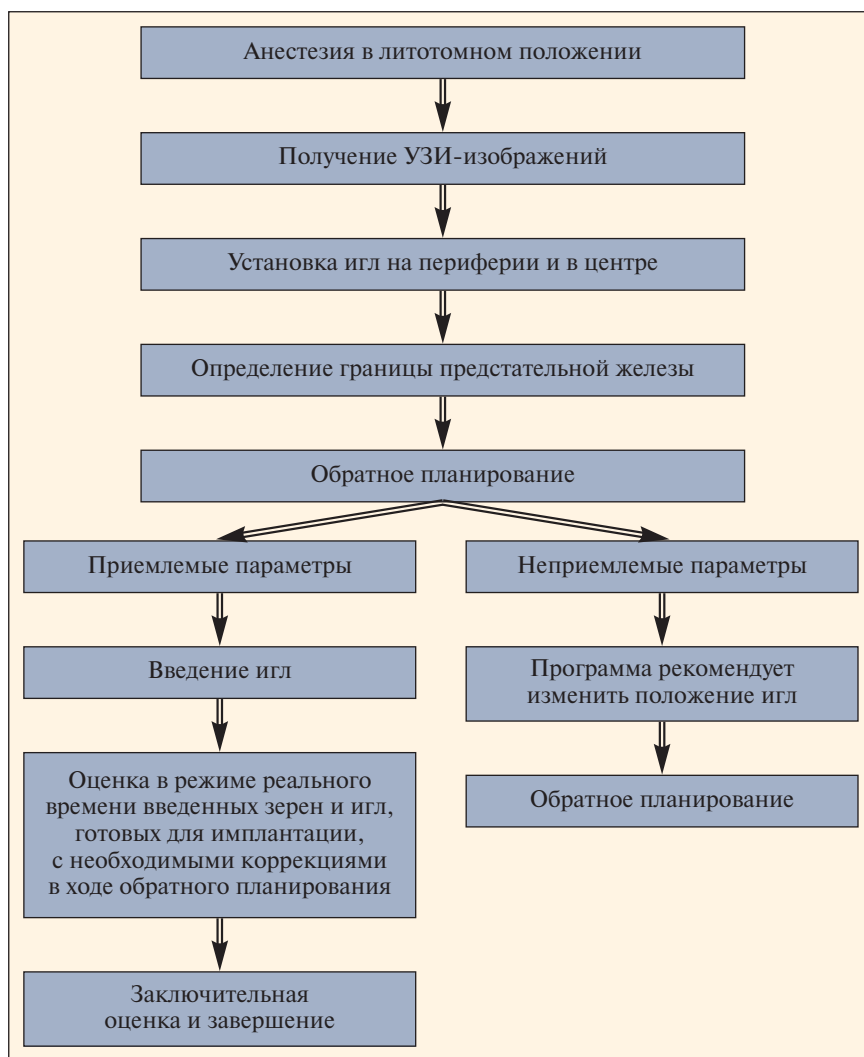 Анестезия в литотомном положении
Получение УЗИ-изображений
Установка игл на периферии и в центре
Определение границы предстательной железы
Обратное планирование
Приемлемые параметры
Неприемлемые параметры
Введение игл
Программа рекомендует
изменить положение игл
Оценка в режиме реального
времени введенных зерен и игл,
готовых для имплантации,
с необходимыми коррекциями
в ходе обратного планирования
Обратное планирование
Заключительная
оценка и завершение